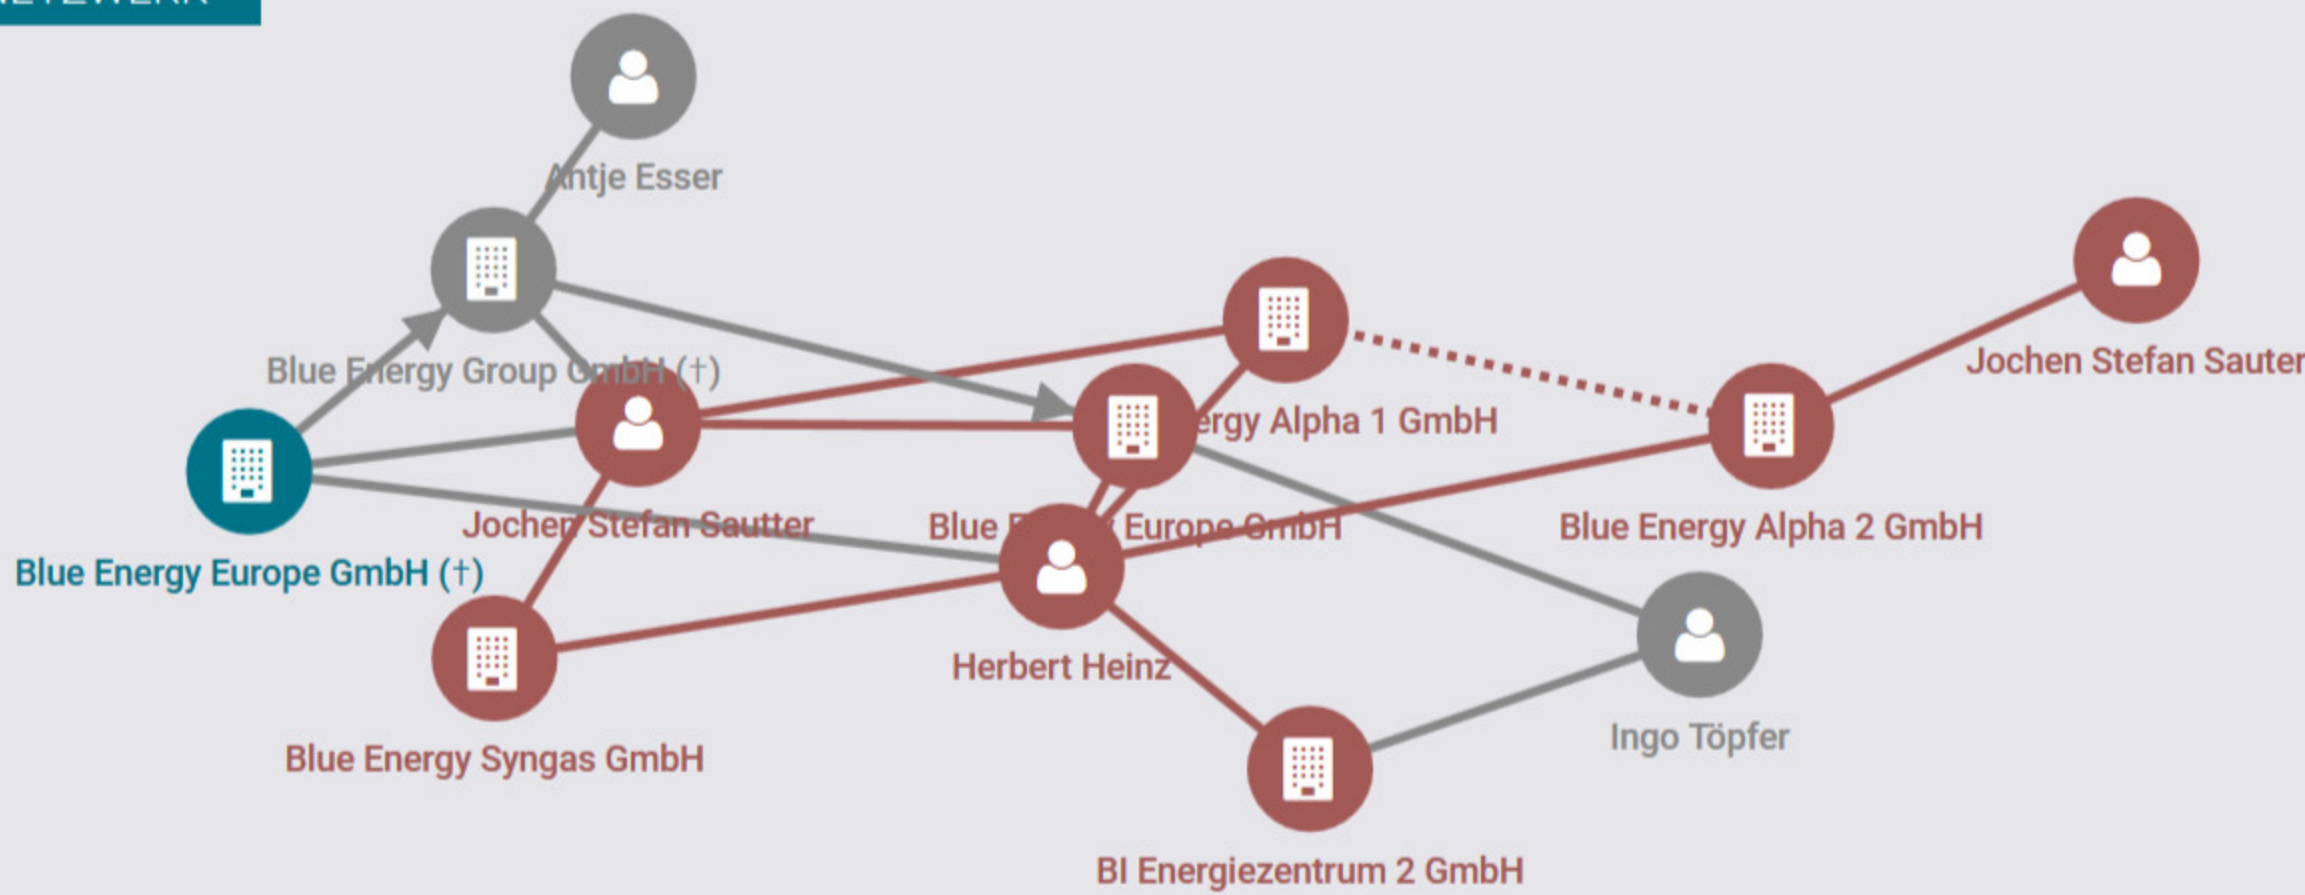 Antje Esser
Blue Energy Group GmbH (†)
Jochen Stefan Sauter
Alpha 1 GmbH
Jochen Stefan Sautter
Blue Europe GmbH
Blue Energy Alpha 2 GmbH
Blue Energy Europe GmbH (†)
Herbert Heinz
Ingo Töpfer
Blue Energy Syngas GmbH
BI Energiezentrum 2 GmbH